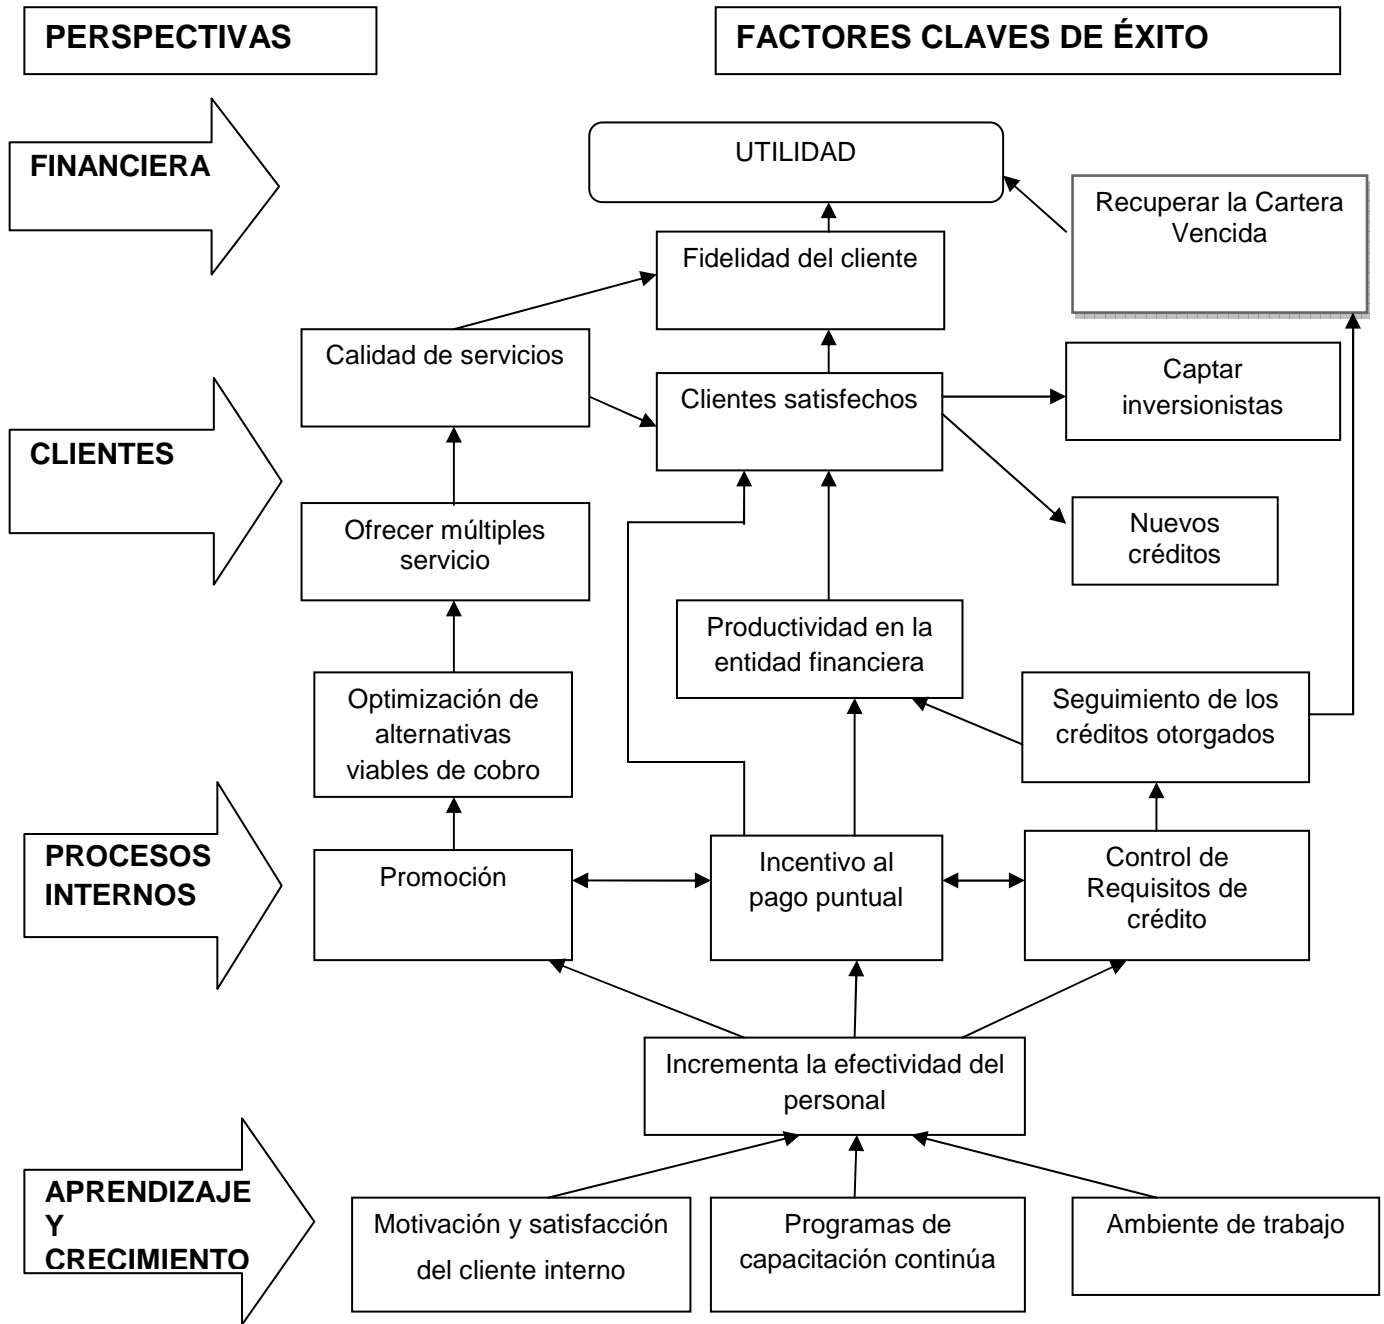 PERSPECTIVAS
FACTORES CLAVES DE ÉXITO
FINANCIERA
UTILIDAD
Recuperar la Cartera
Vencida
Fidelidad del cliente
Calidad de servicios
Clientes satisfechos
Captar
inversionistas
CLIENTES
Ofrecer múltiples
servicio
Nuevos
créditos
Productividad en la
entidad financiera
Optimización de
alternativas
viables de cobro
Seguimiento de los
créditos otorgados
PROCESOS
INTERNOS
Promoción
Incentivo al
pago puntual
Control de
Requisitos de
crédito
Incrementa la efectividad del
personal
APRENDIZAJE
Y
CRECIMIENTO
Motivación y satisfacción
del cliente interno
Programas de
capacitación continúa
Ambiente de trabajo